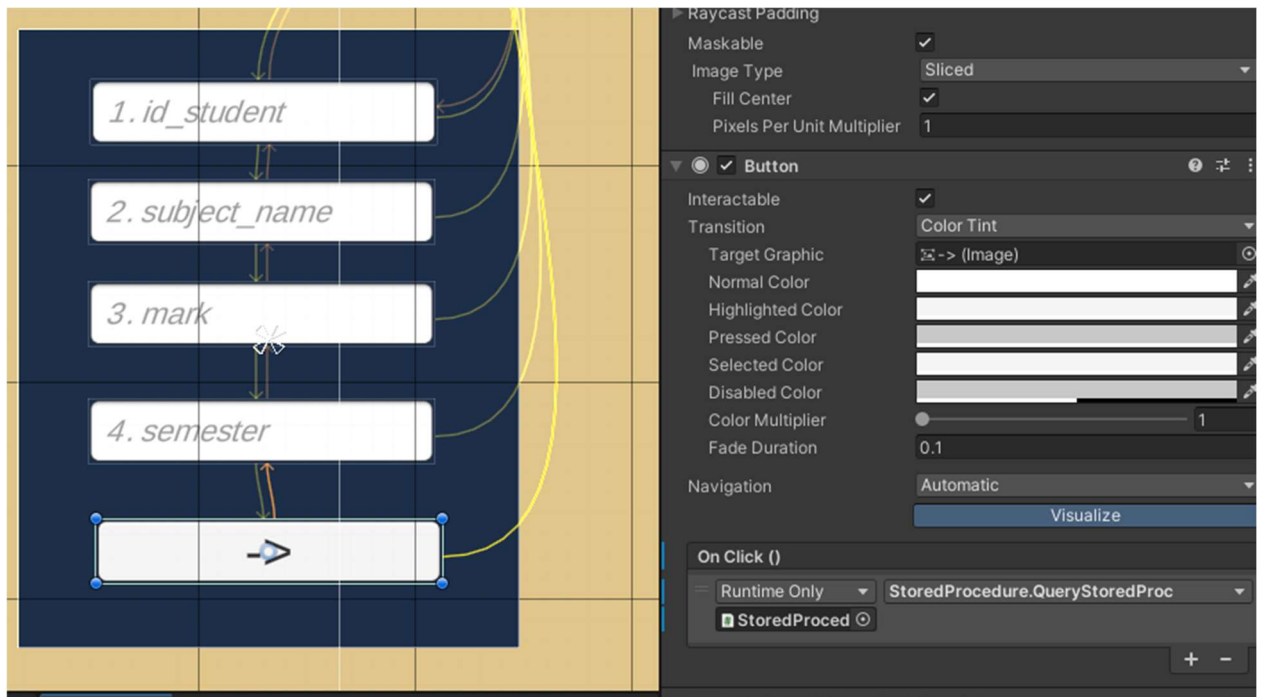 1. id_student
2. subject_name
3. mark
4. semester
->
Raycast Padding
Maskable
Image Type Sliced
Fill Center
Pixels Per Unit Multiplier 1
Button
Interactable
Transition Color Tint
Target Graphic -> (Image)
Normal Color
Highlighted Color
Pressed Color
Selected Color
Disabled Color
Color Multiplier 1
Fade Duration 0.1
Navigation Automatic
Visualize
On Click ()
Runtime Only StoredProcedure.QueryStoredProc
StoredProced